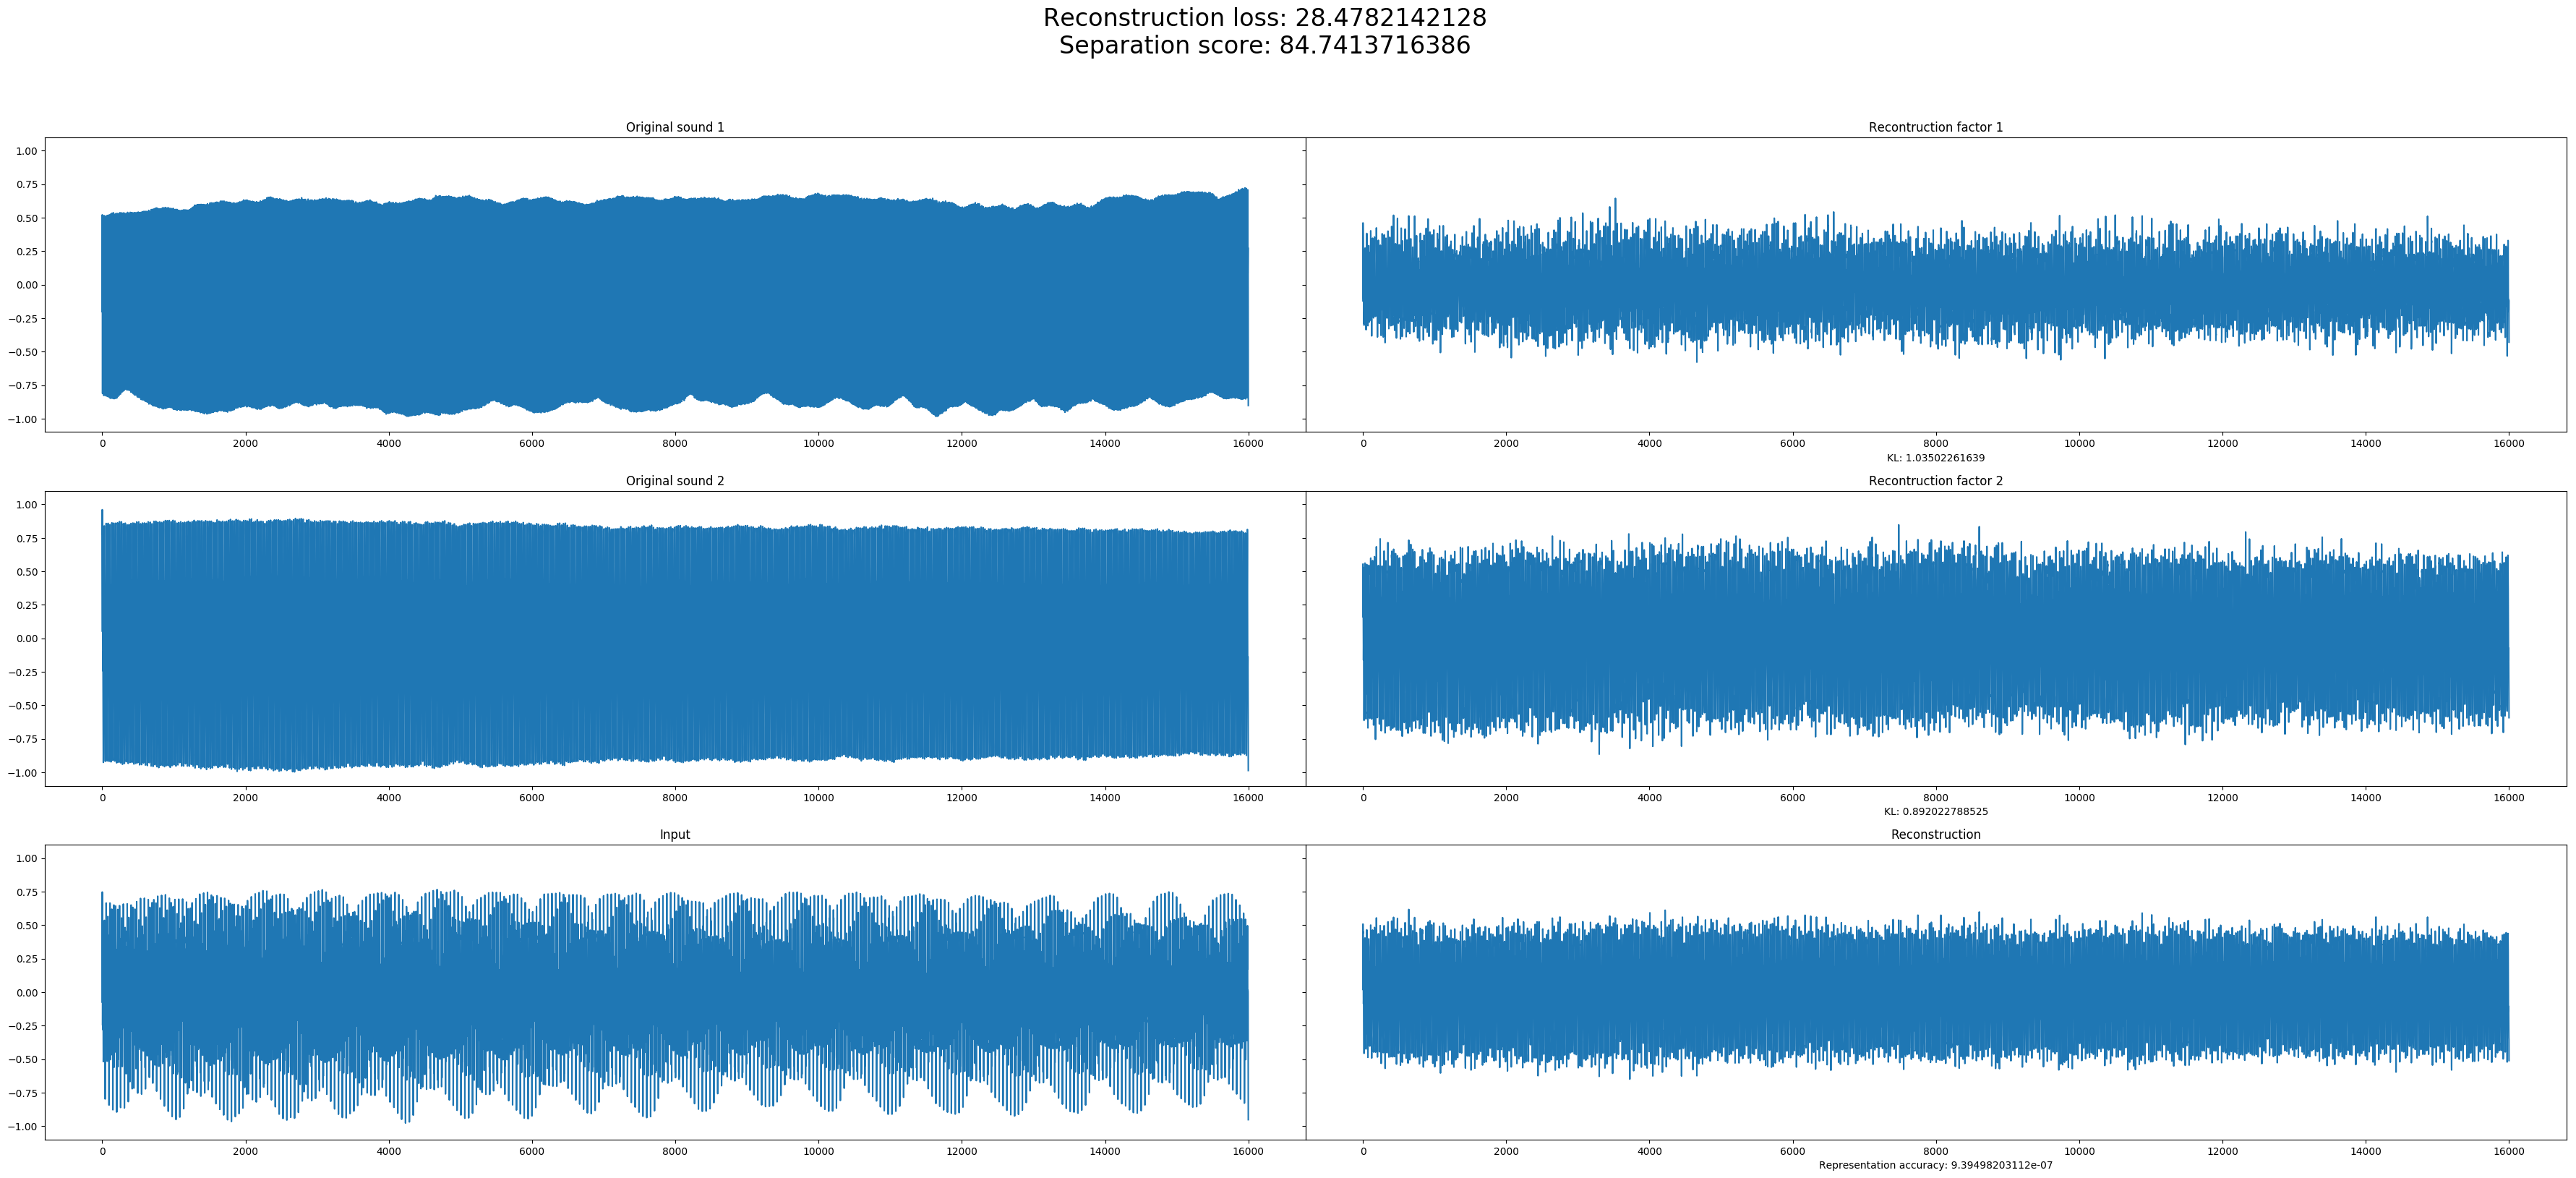 Reconstruction loss: 28.4782142128
Separation score: 84.7413716386
Original sound 1
Recontruction factor 1
1.00
0.75
0.50
0.25
0.00
−0.25
−0.50
−0.75
−1.00
0 2000 4000 6000 8000 10000 12000 14000 16000
0 2000 4000 6000 8000 10000 12000 14000 16000
KL: 1.03502261639
Original sound 2
Recontruction factor 2
1.00
0.75
0.50
0.25
0.00
−0.25
−0.50
−0.75
−1.00
0 2000 4000 6000 8000 10000 12000 14000 16000
0 2000 4000 6000 8000 10000 12000 14000 16000
KL: 0.892022788525
Input
Reconstruction
1.00
0.75
0.50
0.25
0.00
−0.25
−0.50
−0.75
−1.00
0 2000 4000 6000 8000 10000 12000 14000 16000
0 2000 4000 6000 8000 10000 12000 14000 16000
Representation accuracy: 9.39498203112e-07